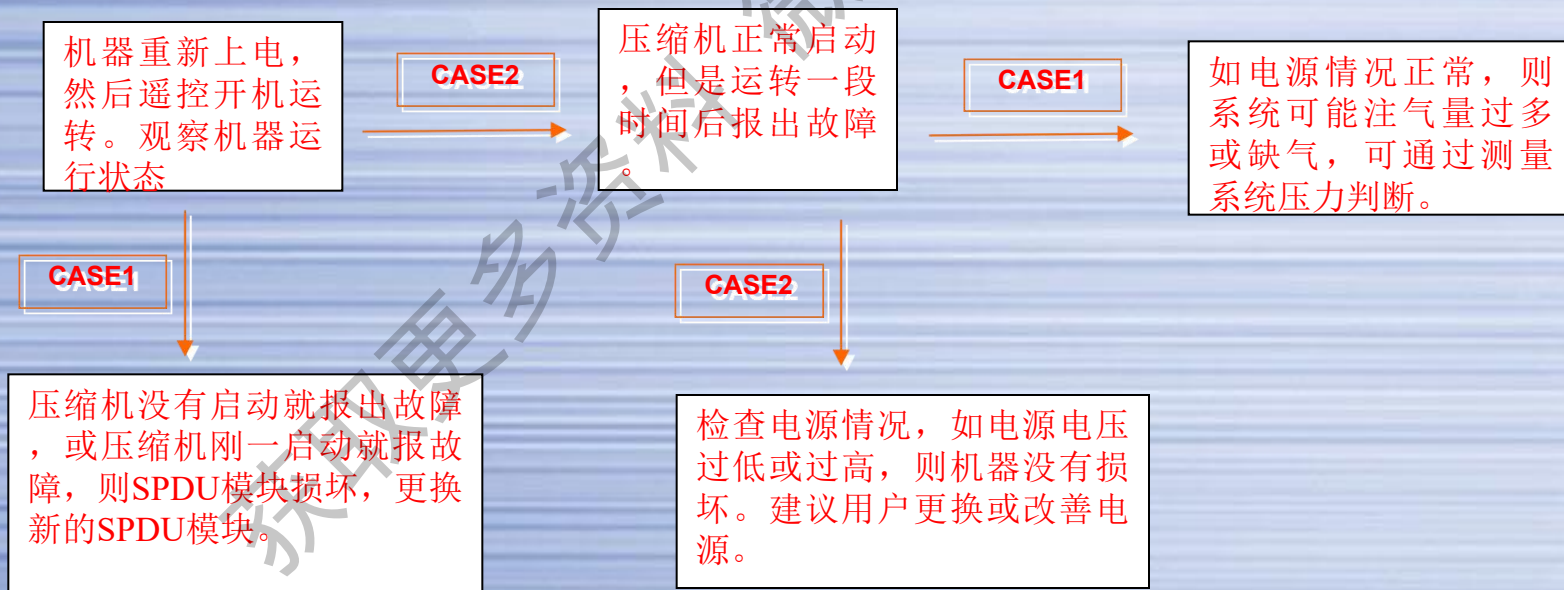 机器重新上电，
然后遥控开机运
转。观察机器运
行状态
CASE2
压缩机正常启动
，但是运转一段
时间后报出故障
。
CASE1
如电源情况正常，则
系统可能注气量过多
或缺气，可通过测量
系统压力判断。
CASE1
CASE2
压缩机没有启动就报出故障
，或压缩机刚一启动就报故
障，则SPDU模块损坏，更换
新的SPDU模块。
检查电源情况，如电源电压
过低或过高，则机器没有损
坏。建议用户更换或改善电
源。
获取更多资料 微